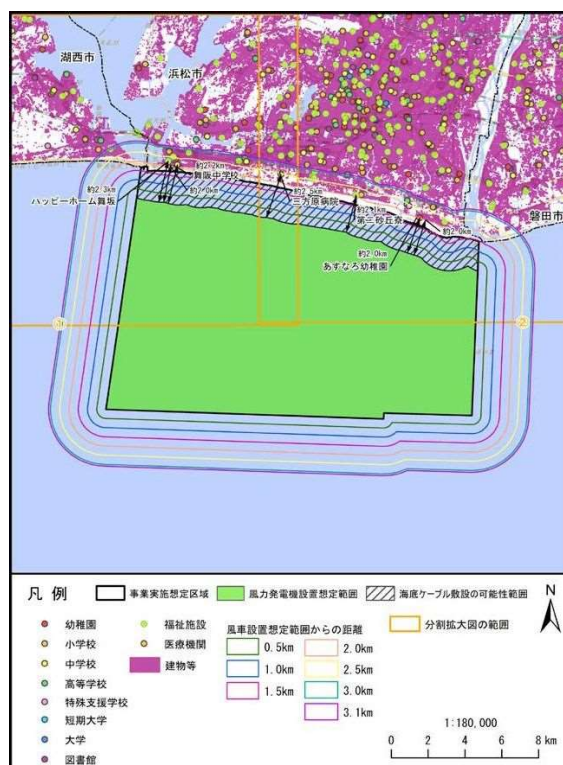 湖西市
浜松市
約2.2km
舞阪中学校
約2.3km
ハッピーホーム舞坂
約2.0km
約2.5km
三方原病院
約2.1km
第二砂丘寮
約2.0km
磐田市
約2.0km
あすなろ幼稚園
1
2
凡 例
事業実施想定区域
風力発電機設置想定範囲
海底ケーブル敷設の可能性範囲
N
幼稚園
小学校
中学校
高等学校
特殊支援学校
短期大学
大学
図書館
福祉施設
医療機関
建物等
風車設置想定範囲からの距離
0.5km
1.0km
1.5km
2.0km
2.5km
3.0km
3.1km
分割拡大図の範囲
1:180,000
0 2 4 6 8 km